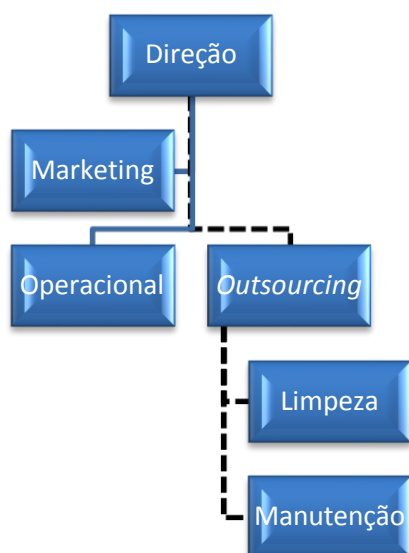 Direção
Marketing
Operacional
Outsourcing
Limpeza
Manutenção